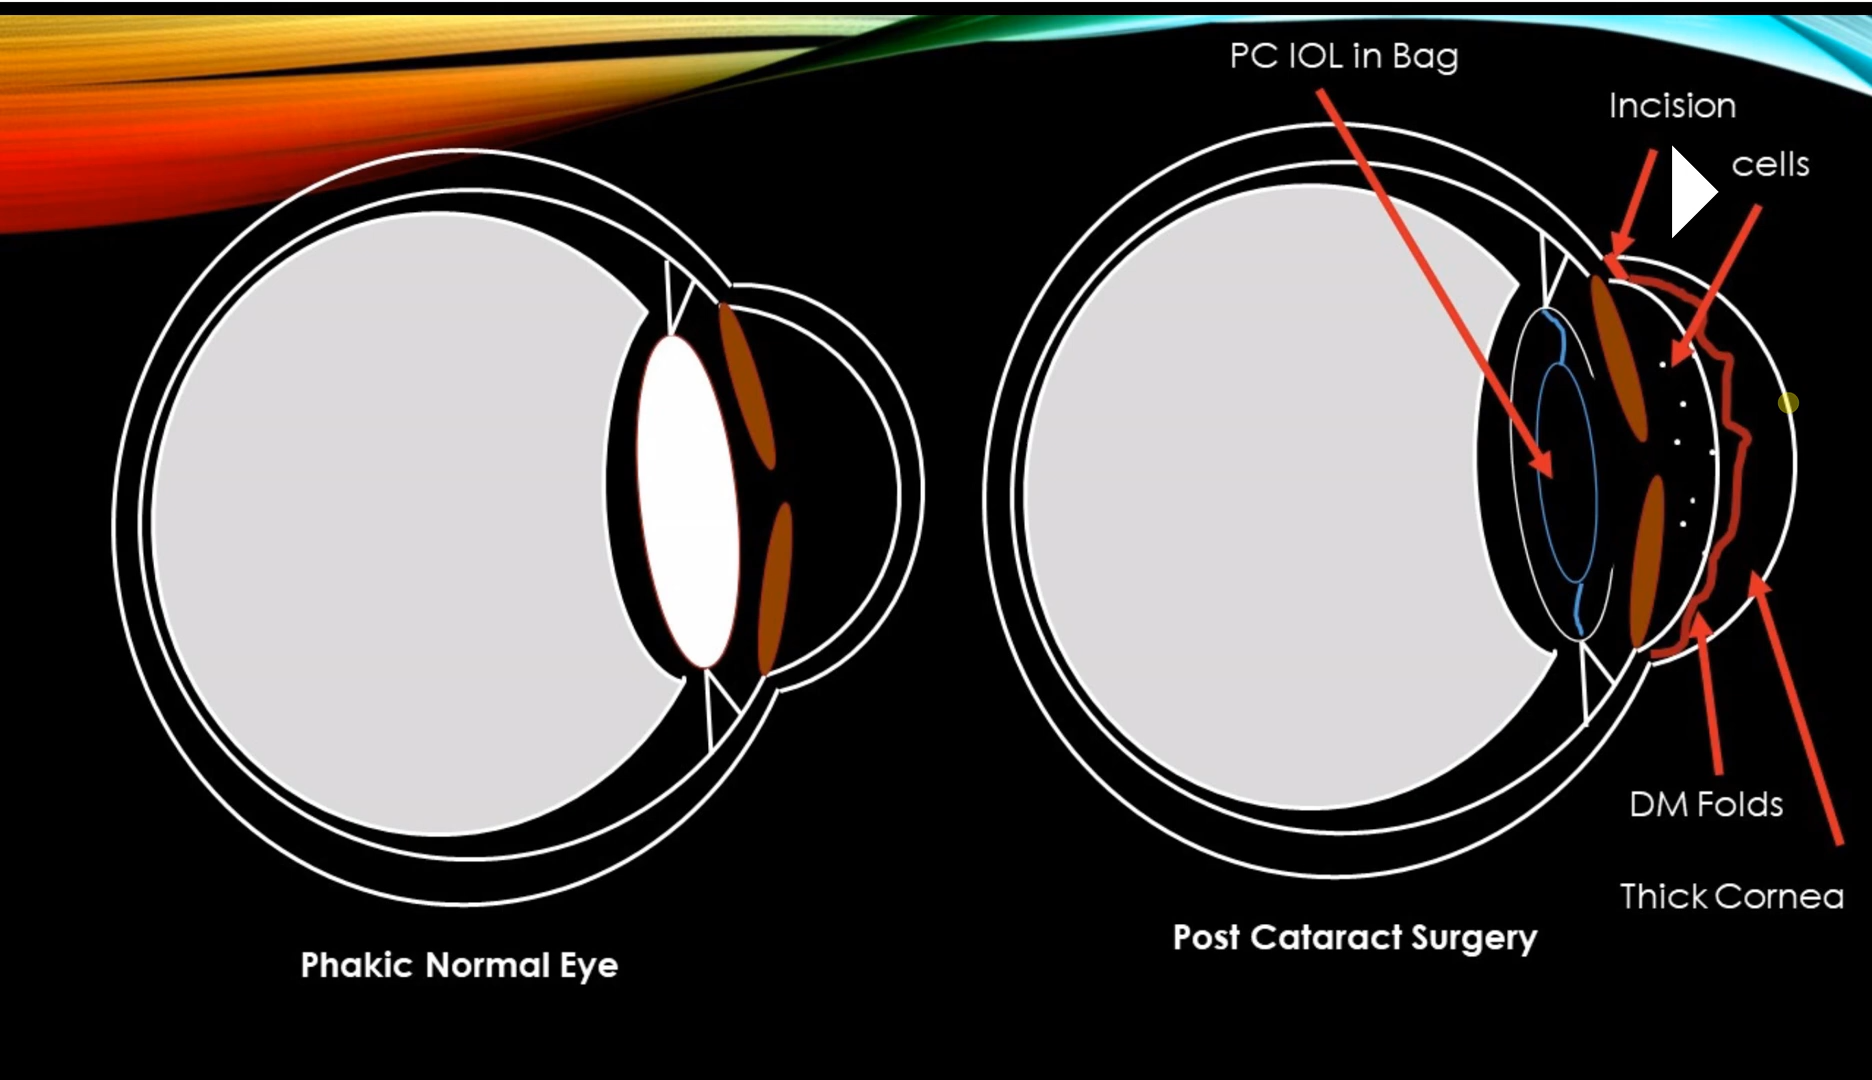 PC IOL in Bag
Incision
cells
DM Folds
Thick Cornea
Post Cataract Surgery
Phakic Normal Eye